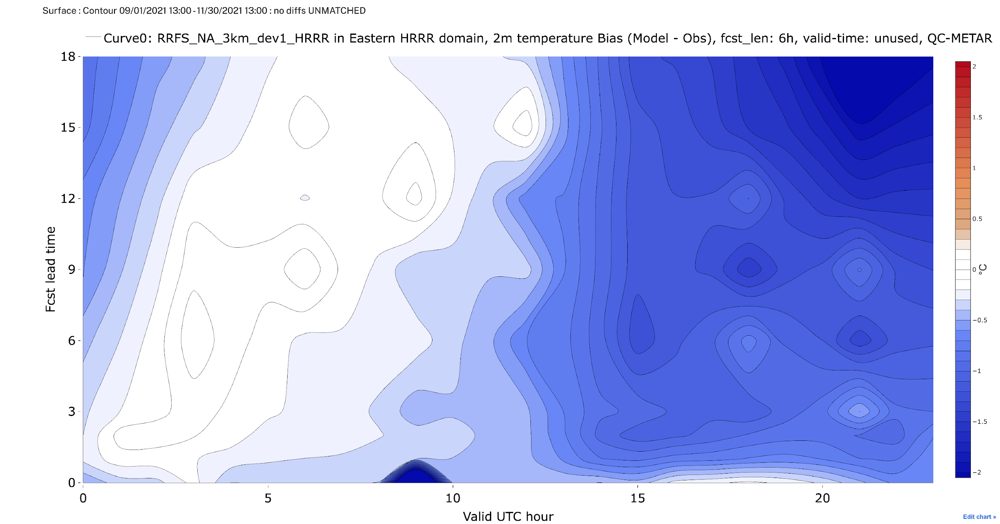 Surface : Contour 09/01/2021 13:00 - 11/30/2021 13:00 : no diffs UNMATCHED
Curve0: RRFS_NA_3km_dev1_HRRR in Eastern HRRR domain, 2m temperature Bias (Model - Obs), fcst_len: 6h, valid-time: unused, QC-METAR
18
15
12
9
6
3
0
Fcst lead time
0 5 10 15 20
Valid UTC hour
2
1.5
1
0.5
0
−0.5
−1
−1.5
−2
°C
Edit chart »